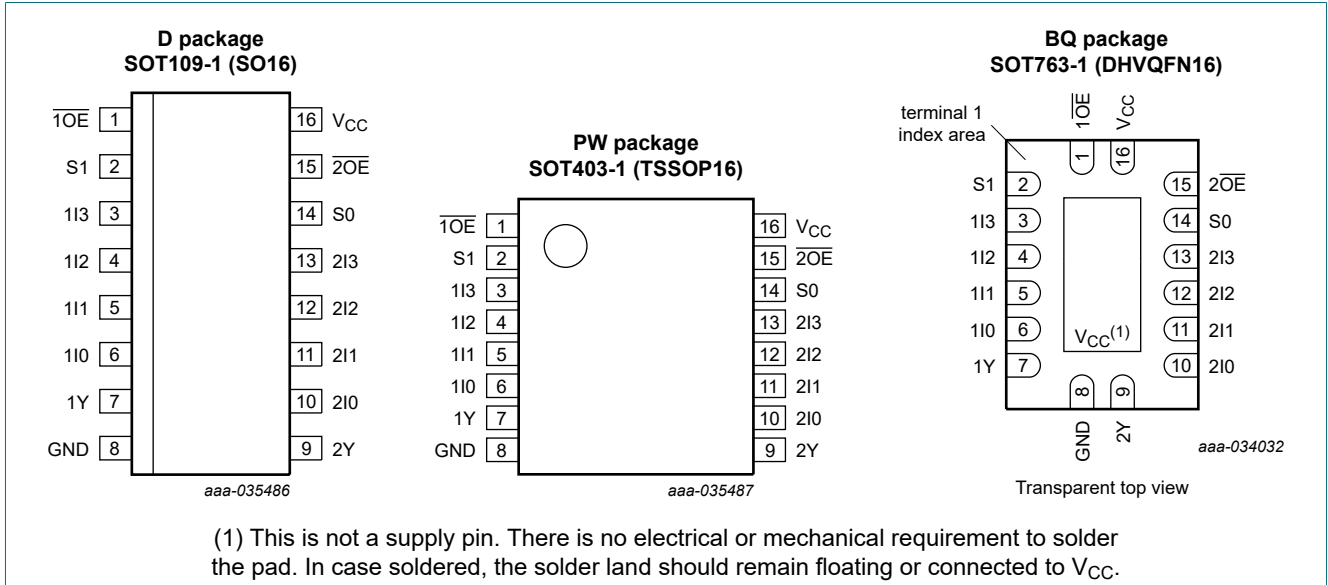 D package
SOT109-1 (SO16)
1OE 1
S1 2
1I3 3
1I2 4
1I1 5
1I0 6
1Y 7
GND 8
16 VCC
15 2OE
14 S0
13 2I3
12 2I2
11 2I1
10 2I0
9 2Y
aaa-035486
PW package
SOT403-1 (TSSOP16)
1OE 1
S1 2
1I3 3
1I2 4
1I1 5
1I0 6
1Y 7
GND 8
16 VCC
15 2OE
14 S0
13 2I3
12 2I2
11 2I1
10 2I0
9 2Y
aaa-035487
BQ package
SOT763-1 (DHVQFN16)
terminal 1
index area
1OE
VCC
1
16
S1 2
1I3 3
1I2 4
1I1 5
1I0 6
1Y 7
15 2OE
14 S0
13 2I3
12 2I2
11 2I1
10 2I0
VCC(1)
8
9
GND
2Y
aaa-034032
Transparent top view
(1) This is not a supply pin. There is no electrical or mechanical requirement to solder
the pad. In case soldered, the solder land should remain floating or connected to VCC.